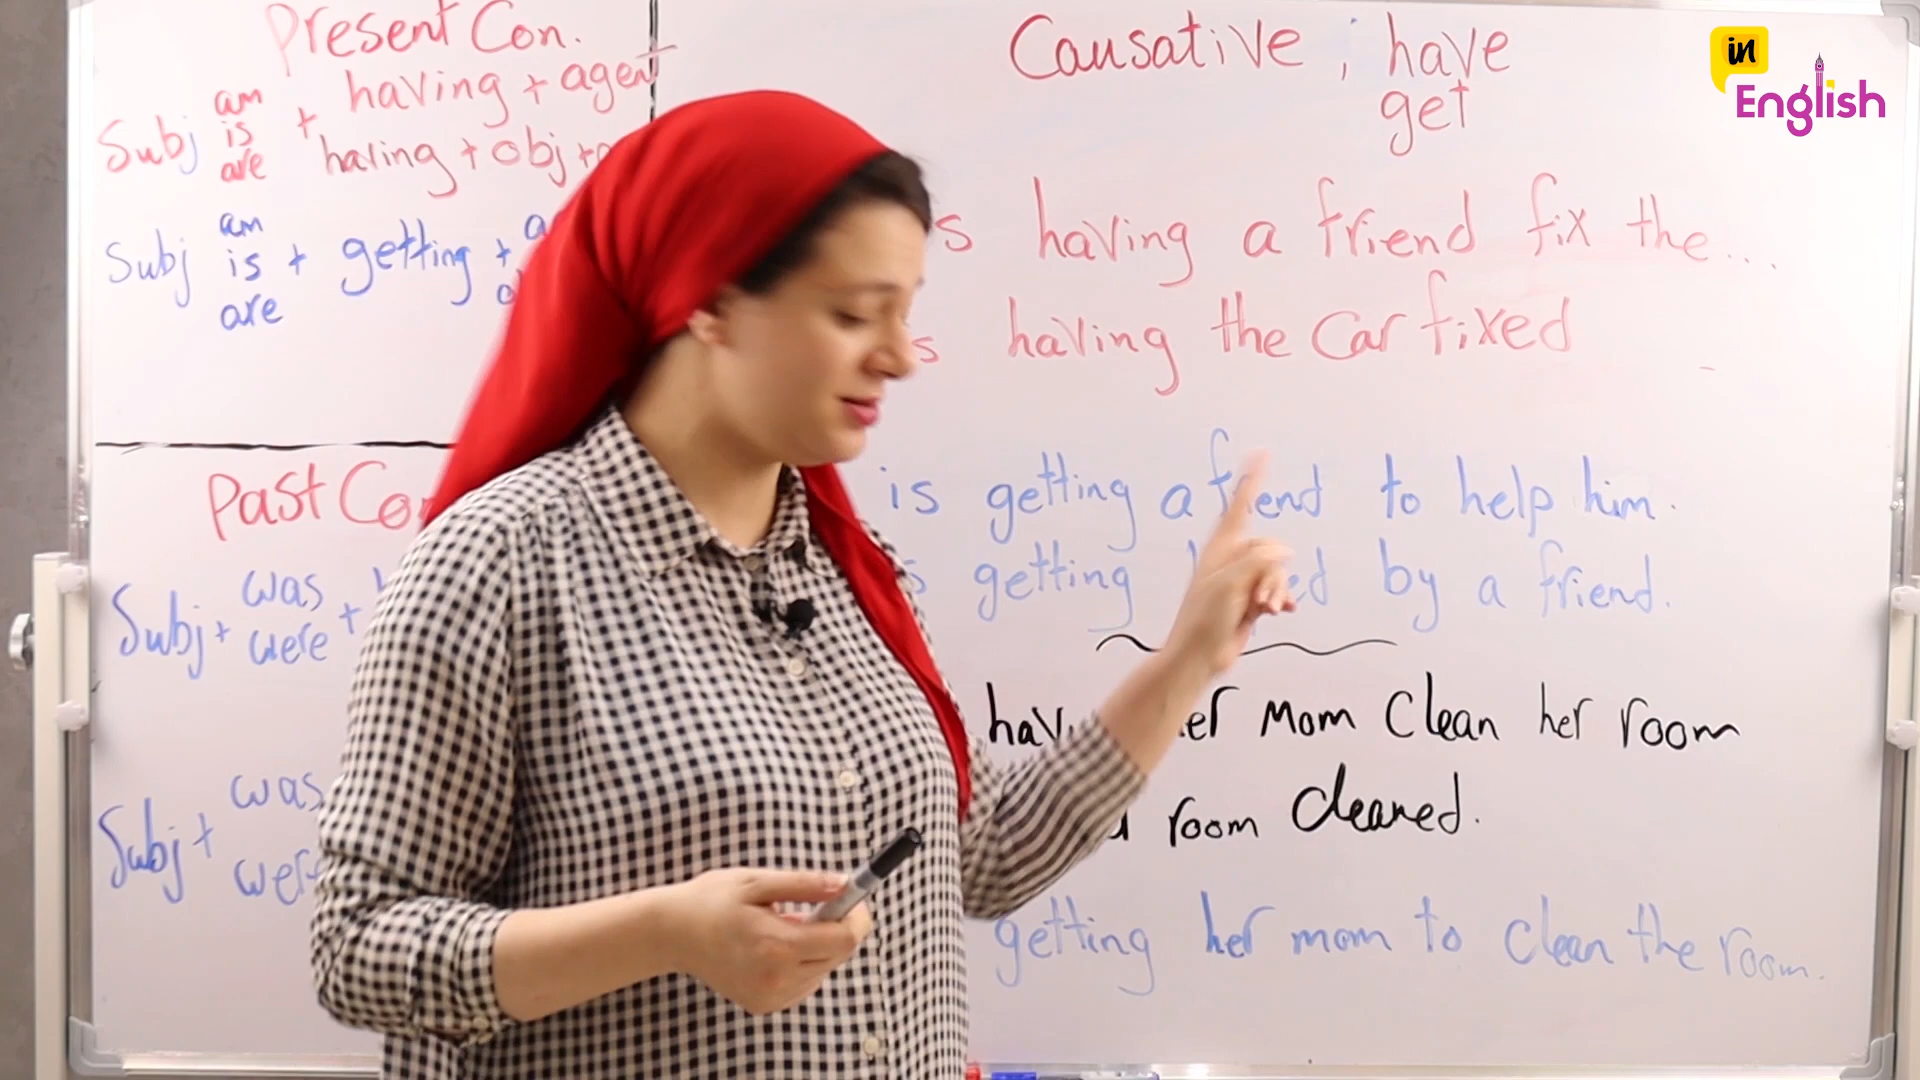 Present Con.
Subj am is are + having + agent
having + obj +
Subj am is are + getting +
Past Co
Subj + was were +
Subj + was
Causative ; have
get
having a friend fix the...
having the car fixed
is getting a friend to help him.
getting by a friend.
her mom clean her room
room cleaned.
getting her mom to clean the room.
in
English